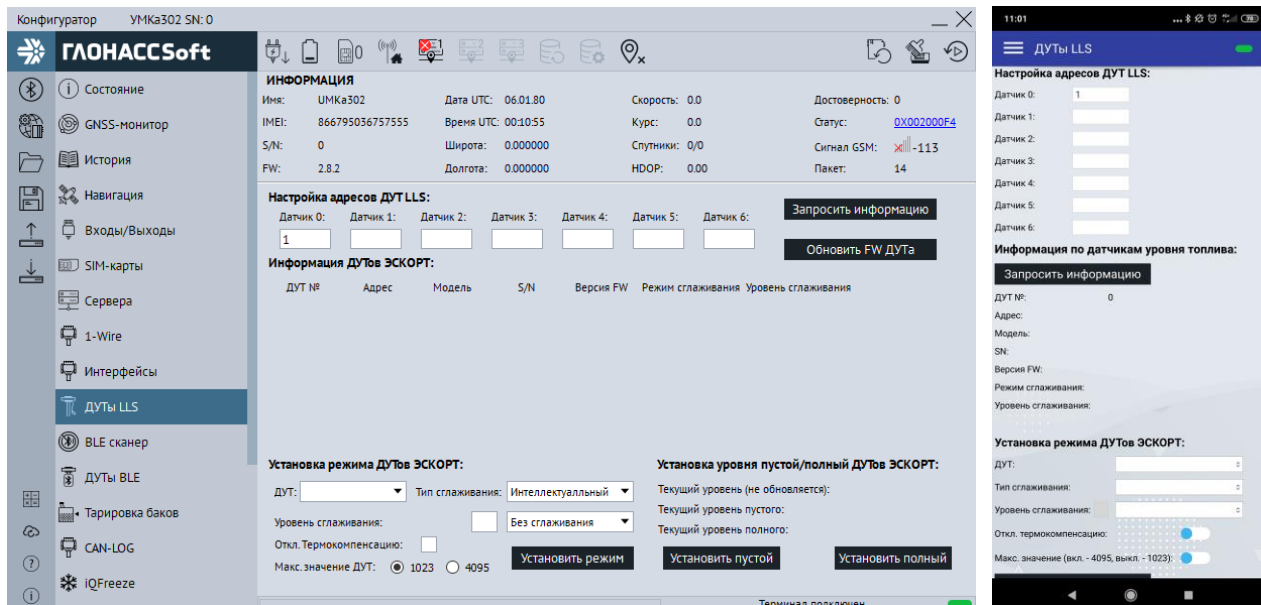 Конфигуратор УМКа302 SN: 0
ГЛОНАССSoft
0
ИНФОРМАЦИЯ
Имя: UMKa302 Дата UTC: 06.01.80 Скорость: 0.0 Достоверность: 0
IMEI: 866795036757555 Время UTC: 00:10:55 Курс: 0.0 Статус: 0X002000F4
S/N: 0 Широта: 0.000000 Спутники: 0/0 Сигнал GSM: -113
FW: 2.8.2 Долгота: 0.000000 HDOP: 0.00 Пакет: 14
Состояние
GNSS-монитор
История
Навигация
Входы/Выходы
SIM-карты
Сервера
1-Wire
Интерфейсы
ДУТы LLS
BLE сканер
ДУТы BLE
Тарировка баков
CAN-LOG
iQFreeze
Настройка адресов ДУТ LLS:
Датчик 0: Датчик 1: Датчик 2: Датчик 3: Датчик 4: Датчик 5: Датчик 6:
1
Запросить информацию
Обновить FW ДУТа
Информация ДУТов ЭСКОРТ:
ДУТ № Адрес Модель S/N Версия FW Режим сглаживания Уровень сглаживания
Установка режима ДУТов ЭСКОРТ:
ДУТ: Тип сглаживания: Интеллектуалльный
Уровень сглаживания: Без сглаживания
Откл. Термокомпенсацию:
Макс. значение ДУТ: 1023 4095
Установить режим
Установка уровня пустой/полный ДУТов ЭСКОРТ:
Текущий уровень (не обновляется):
Текущий уровень пустого:
Текущий уровень полного:
Установить пустой Установить полный
Терминал подключен
11:01 78
ДУТы LLS
Настройка адресов ДУТ LLS:
Датчик 0: 1
Датчик 1:
Датчик 2:
Датчик 3:
Датчик 4:
Датчик 5:
Датчик 6:
Информация по датчикам уровня топлива:
Запросить информацию
ДУТ №: 0
Адрес:
Модель:
SN:
Версия FW:
Режим сглаживания:
Уровень сглаживания:
Установка режима ДУТов ЭСКОРТ:
ДУТ:
Тип сглаживания:
Уровень сглаживания:
Откл. термокомпенсацию:
Макс. значение (вкл. - 4095, выкл. - 1023):